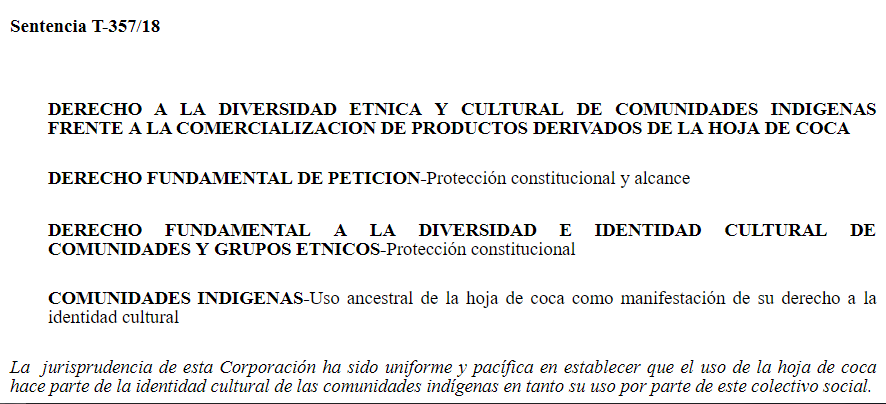 Sentencia T-357/18
DERECHO A LA DIVERSIDAD ETNICA Y CULTURAL DE COMUNIDADES INDIGENAS
FRENTE A LA COMERCIALIZACION DE PRODUCTOS DERIVADOS DE LA HOJA DE COCA
DERECHO FUNDAMENTAL DE PETICION-Protección constitucional y alcance
DERECHO FUNDAMENTAL A LA DIVERSIDAD E IDENTIDAD CULTURAL DE
COMUNIDADES Y GRUPOS ETNICOS-Protección constitucional
COMUNIDADES INDIGENAS-Uso ancestral de la hoja de coca como manifestación de su derecho a la
identidad cultural
La jurisprudencia de esta Corporación ha sido uniforme y pacífica en establecer que el uso de la hoja de coca
hace parte de la identidad cultural de las comunidades indígenas en tanto su uso por parte de este colectivo social.